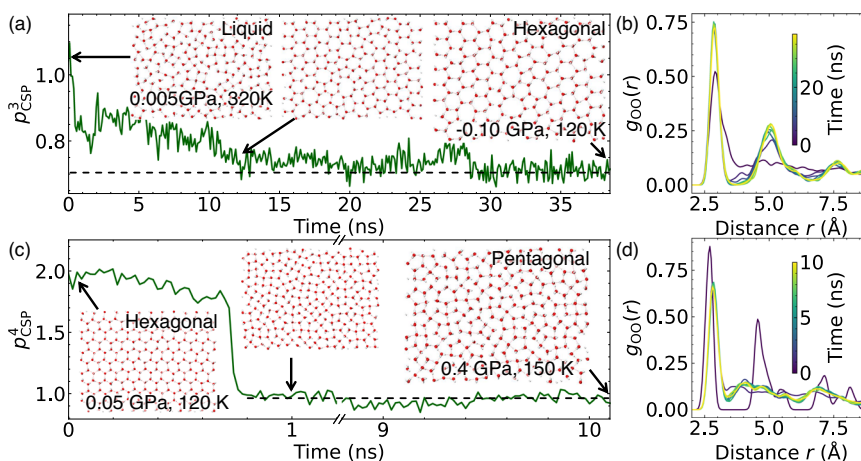 (a)
Liquid
Hexagonal
0.005GPa, 320K
-0.10 GPa, 120 K
p³CSP
1.0
0.8
0 5 10 15 20 25 30 35
Time (ns)
(b)
gOO(r)
0.75
0.50
0.25
0.00
2.5 5.0 7.5
Distance r (Å)
Time (ns)
20
0
(c)
Hexagonal
Pentagonal
0.05 GPa, 120 K
0.4 GPa, 150 K
p⁴CSP
2.0
1.5
1.0
0 1 9 10
Time (ns)
(d)
gOO(r)
0.75
0.50
0.25
0.00
2.5 5.0 7.5
Distance r (Å)
Time (ns)
10
5
0